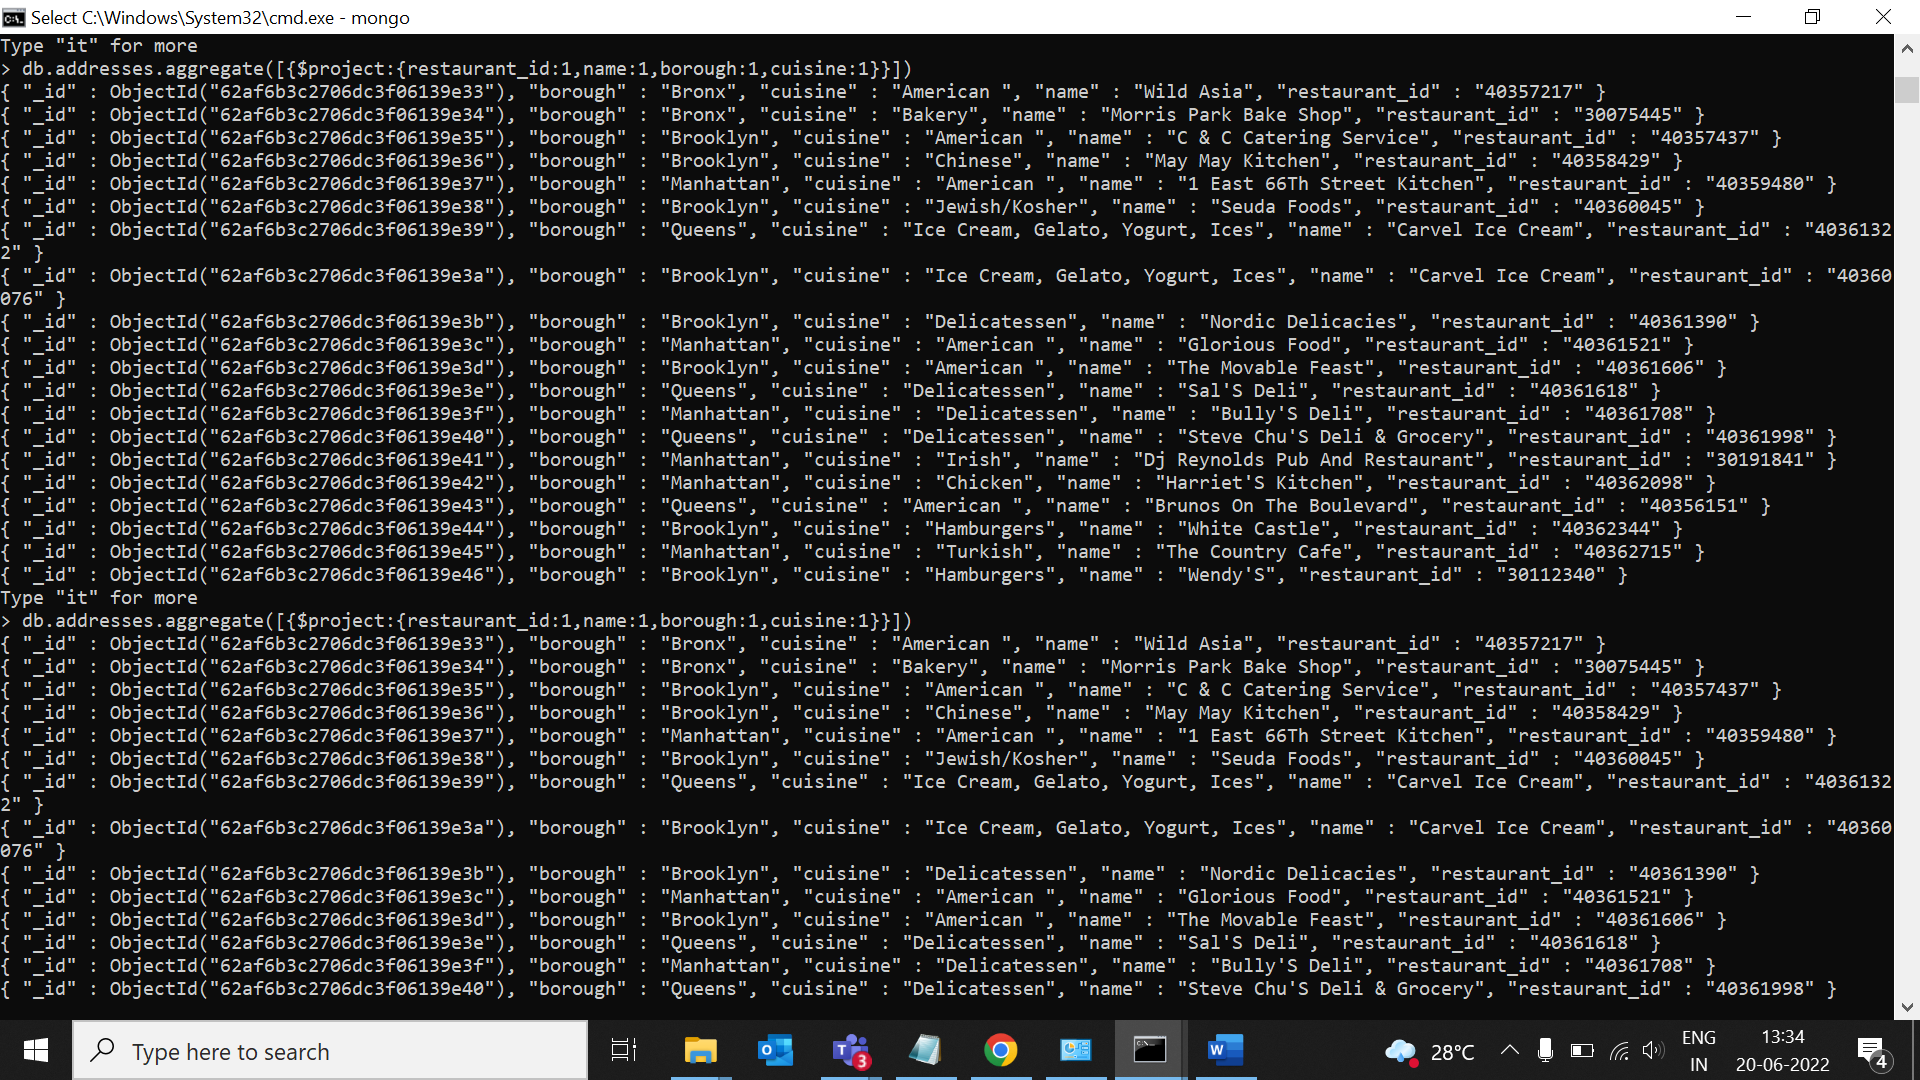 Select C:\Windows\System32\cmd.exe - mongo
Type "it" for more
> db.addresses.aggregate([{$project:{restaurant_id:1,name:1,borough:1,cuisine:1}}])
{ "_id" : ObjectId("62af6b3c2706dc3f06139e33"), "borough" : "Bronx", "cuisine" : "American ", "name" : "Wild Asia", "restaurant_id" : "40357217" }
{ "_id" : ObjectId("62af6b3c2706dc3f06139e34"), "borough" : "Bronx", "cuisine" : "Bakery", "name" : "Morris Park Bake Shop", "restaurant_id" : "30075445" }
{ "_id" : ObjectId("62af6b3c2706dc3f06139e35"), "borough" : "Brooklyn", "cuisine" : "American ", "name" : "C & C Catering Service", "restaurant_id" : "40357437" }
{ "_id" : ObjectId("62af6b3c2706dc3f06139e36"), "borough" : "Brooklyn", "cuisine" : "Chinese", "name" : "May May Kitchen", "restaurant_id" : "40358429" }
{ "_id" : ObjectId("62af6b3c2706dc3f06139e37"), "borough" : "Manhattan", "cuisine" : "American ", "name" : "1 East 66Th Street Kitchen", "restaurant_id" : "40359480" }
{ "_id" : ObjectId("62af6b3c2706dc3f06139e38"), "borough" : "Brooklyn", "cuisine" : "Jewish/Kosher", "name" : "Seuda Foods", "restaurant_id" : "40360045" }
{ "_id" : ObjectId("62af6b3c2706dc3f06139e39"), "borough" : "Queens", "cuisine" : "Ice Cream, Gelato, Yogurt, Ices", "name" : "Carvel Ice Cream", "restaurant_id" : "4036132
2" }
{ "_id" : ObjectId("62af6b3c2706dc3f06139e3a"), "borough" : "Brooklyn", "cuisine" : "Ice Cream, Gelato, Yogurt, Ices", "name" : "Carvel Ice Cream", "restaurant_id" : "40360
076" }
{ "_id" : ObjectId("62af6b3c2706dc3f06139e3b"), "borough" : "Brooklyn", "cuisine" : "Delicatessen", "name" : "Nordic Delicacies", "restaurant_id" : "40361390" }
{ "_id" : ObjectId("62af6b3c2706dc3f06139e3c"), "borough" : "Manhattan", "cuisine" : "American ", "name" : "Glorious Food", "restaurant_id" : "40361521" }
{ "_id" : ObjectId("62af6b3c2706dc3f06139e3d"), "borough" : "Brooklyn", "cuisine" : "American ", "name" : "The Movable Feast", "restaurant_id" : "40361606" }
{ "_id" : ObjectId("62af6b3c2706dc3f06139e3e"), "borough" : "Queens", "cuisine" : "Delicatessen", "name" : "Sal'S Deli", "restaurant_id" : "40361618" }
{ "_id" : ObjectId("62af6b3c2706dc3f06139e3f"), "borough" : "Manhattan", "cuisine" : "Delicatessen", "name" : "Bully'S Deli", "restaurant_id" : "40361708" }
{ "_id" : ObjectId("62af6b3c2706dc3f06139e40"), "borough" : "Queens", "cuisine" : "Delicatessen", "name" : "Steve Chu'S Deli & Grocery", "restaurant_id" : "40361998" }
{ "_id" : ObjectId("62af6b3c2706dc3f06139e41"), "borough" : "Manhattan", "cuisine" : "Irish", "name" : "Dj Reynolds Pub And Restaurant", "restaurant_id" : "30191841" }
{ "_id" : ObjectId("62af6b3c2706dc3f06139e42"), "borough" : "Manhattan", "cuisine" : "Chicken", "name" : "Harriet'S Kitchen", "restaurant_id" : "40362098" }
{ "_id" : ObjectId("62af6b3c2706dc3f06139e43"), "borough" : "Queens", "cuisine" : "American ", "name" : "Brunos On The Boulevard", "restaurant_id" : "40356151" }
{ "_id" : ObjectId("62af6b3c2706dc3f06139e44"), "borough" : "Brooklyn", "cuisine" : "Hamburgers", "name" : "White Castle", "restaurant_id" : "40362344" }
{ "_id" : ObjectId("62af6b3c2706dc3f06139e45"), "borough" : "Manhattan", "cuisine" : "Turkish", "name" : "The Country Cafe", "restaurant_id" : "40362715" }
{ "_id" : ObjectId("62af6b3c2706dc3f06139e46"), "borough" : "Brooklyn", "cuisine" : "Hamburgers", "name" : "Wendy'S", "restaurant_id" : "30112340" }
Type "it" for more
> db.addresses.aggregate([{$project:{restaurant_id:1,name:1,borough:1,cuisine:1}}])
{ "_id" : ObjectId("62af6b3c2706dc3f06139e33"), "borough" : "Bronx", "cuisine" : "American ", "name" : "Wild Asia", "restaurant_id" : "40357217" }
{ "_id" : ObjectId("62af6b3c2706dc3f06139e34"), "borough" : "Bronx", "cuisine" : "Bakery", "name" : "Morris Park Bake Shop", "restaurant_id" : "30075445" }
{ "_id" : ObjectId("62af6b3c2706dc3f06139e35"), "borough" : "Brooklyn", "cuisine" : "American ", "name" : "C & C Catering Service", "restaurant_id" : "40357437" }
{ "_id" : ObjectId("62af6b3c2706dc3f06139e36"), "borough" : "Brooklyn", "cuisine" : "Chinese", "name" : "May May Kitchen", "restaurant_id" : "40358429" }
{ "_id" : ObjectId("62af6b3c2706dc3f06139e37"), "borough" : "Manhattan", "cuisine" : "American ", "name" : "1 East 66Th Street Kitchen", "restaurant_id" : "40359480" }
{ "_id" : ObjectId("62af6b3c2706dc3f06139e38"), "borough" : "Brooklyn", "cuisine" : "Jewish/Kosher", "name" : "Seuda Foods", "restaurant_id" : "40360045" }
{ "_id" : ObjectId("62af6b3c2706dc3f06139e39"), "borough" : "Queens", "cuisine" : "Ice Cream, Gelato, Yogurt, Ices", "name" : "Carvel Ice Cream", "restaurant_id" : "4036132
2" }
{ "_id" : ObjectId("62af6b3c2706dc3f06139e3a"), "borough" : "Brooklyn", "cuisine" : "Ice Cream, Gelato, Yogurt, Ices", "name" : "Carvel Ice Cream", "restaurant_id" : "40360
076" }
{ "_id" : ObjectId("62af6b3c2706dc3f06139e3b"), "borough" : "Brooklyn", "cuisine" : "Delicatessen", "name" : "Nordic Delicacies", "restaurant_id" : "40361390" }
{ "_id" : ObjectId("62af6b3c2706dc3f06139e3c"), "borough" : "Manhattan", "cuisine" : "American ", "name" : "Glorious Food", "restaurant_id" : "40361521" }
{ "_id" : ObjectId("62af6b3c2706dc3f06139e3d"), "borough" : "Brooklyn", "cuisine" : "American ", "name" : "The Movable Feast", "restaurant_id" : "40361606" }
{ "_id" : ObjectId("62af6b3c2706dc3f06139e3e"), "borough" : "Queens", "cuisine" : "Delicatessen", "name" : "Sal'S Deli", "restaurant_id" : "40361618" }
{ "_id" : ObjectId("62af6b3c2706dc3f06139e3f"), "borough" : "Manhattan", "cuisine" : "Delicatessen", "name" : "Bully'S Deli", "restaurant_id" : "40361708" }
{ "_id" : ObjectId("62af6b3c2706dc3f06139e40"), "borough" : "Queens", "cuisine" : "Delicatessen", "name" : "Steve Chu'S Deli & Grocery", "restaurant_id" : "40361998" }
Type here to search
3
28°C
ENG
IN
13:34
20-06-2022
4